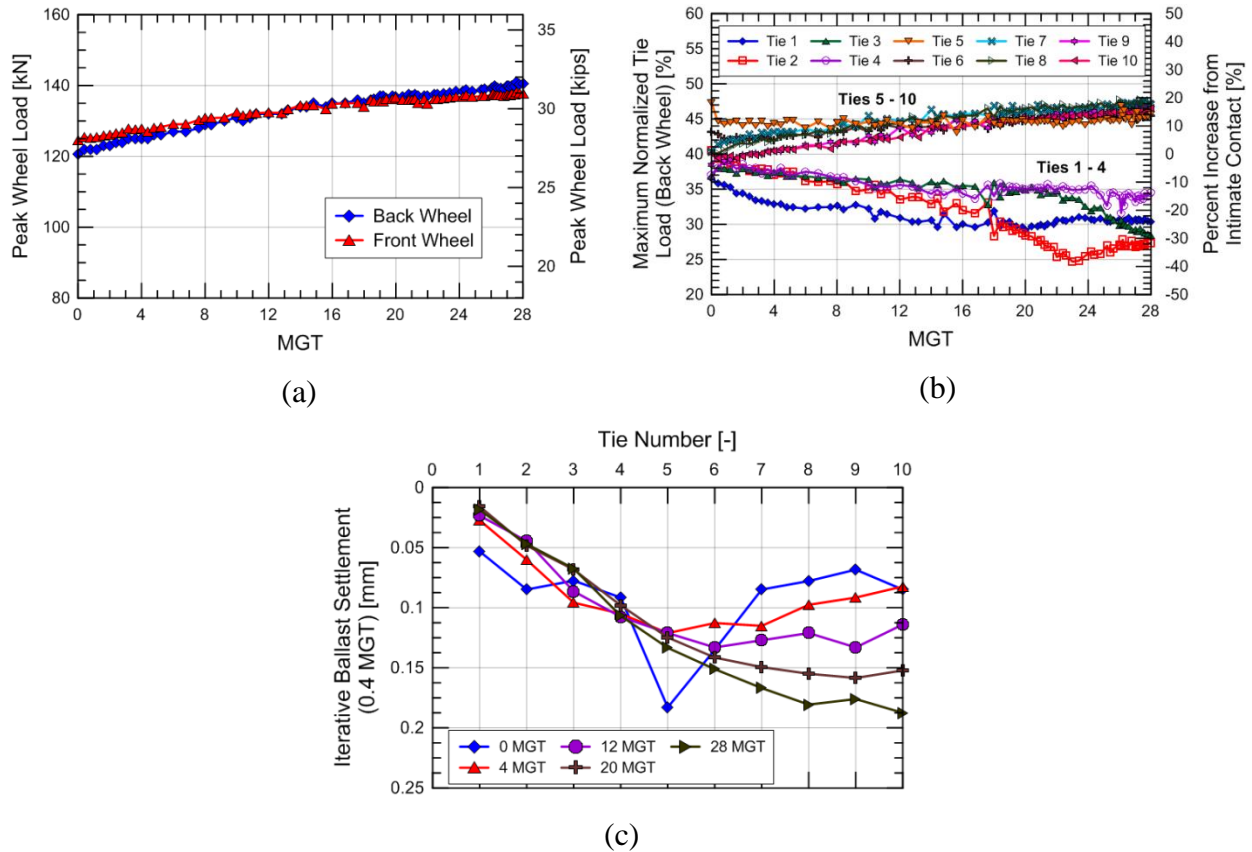 Peak Wheel Load [kN]
160
140
120
100
80
35
30
25
20
Peak Wheel Load [kips]
Back Wheel
Front Wheel
0 4 8 12 16 20 24 28
MGT
(a)
Maximum Normalized Tie
Load (Back Wheel) [%]
60
55
50
45
40
35
30
25
20
Tie 1 Tie 3 Tie 5 Tie 7 Tie 9
Tie 2 Tie 4 Tie 6 Tie 8 Tie 10
Ties 5 - 10
Ties 1 - 4
50
40
30
20
10
0
-10
-20
-30
-40
-50
Percent Increase from
Intimate Contact [%]
0 4 8 12 16 20 24 28
MGT
(b)
Tie Number [-]
0 1 2 3 4 5 6 7 8 9 10
Iterative Ballast Settlement
(0.4 MGT) [mm]
0
0.05
0.1
0.15
0.2
0.25
0 MGT 12 MGT 28 MGT
4 MGT 20 MGT
(c)